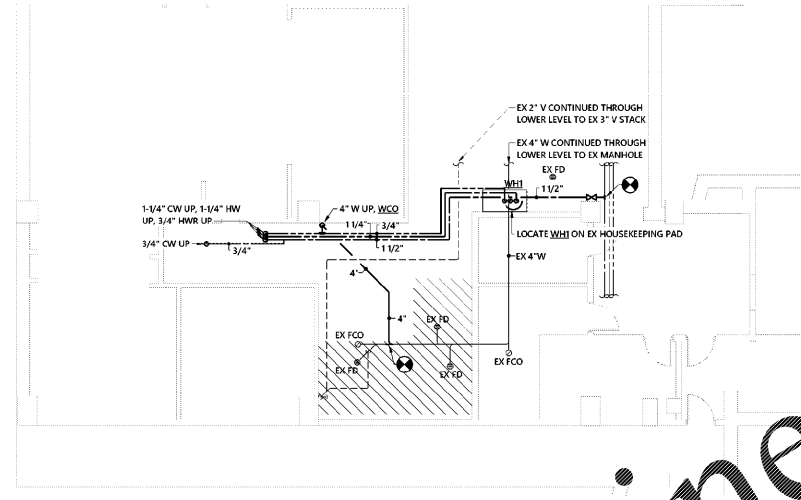 EX 2" V CONTINUED THROUGH
LOWER LEVEL TO EX 3" V STACK
EX 4" W CONTINUED THROUGH
LOWER LEVEL TO EX MANHOLE
EX FD
WH1
1 1/2"
1-1/4" CW UP, 1-1/4" HW
UP, 3/4" HWR UP
4" W UP, WCO
1 1/4"
3/4"
LOCATE WH1 ON EX HOUSEKEEPING PAD
3/4" CW UP
3/4"
1 1/2"
EX 4"W
4"
4"
EX FD
EX FCO
EX FCO
EX FD
EX FD
ine